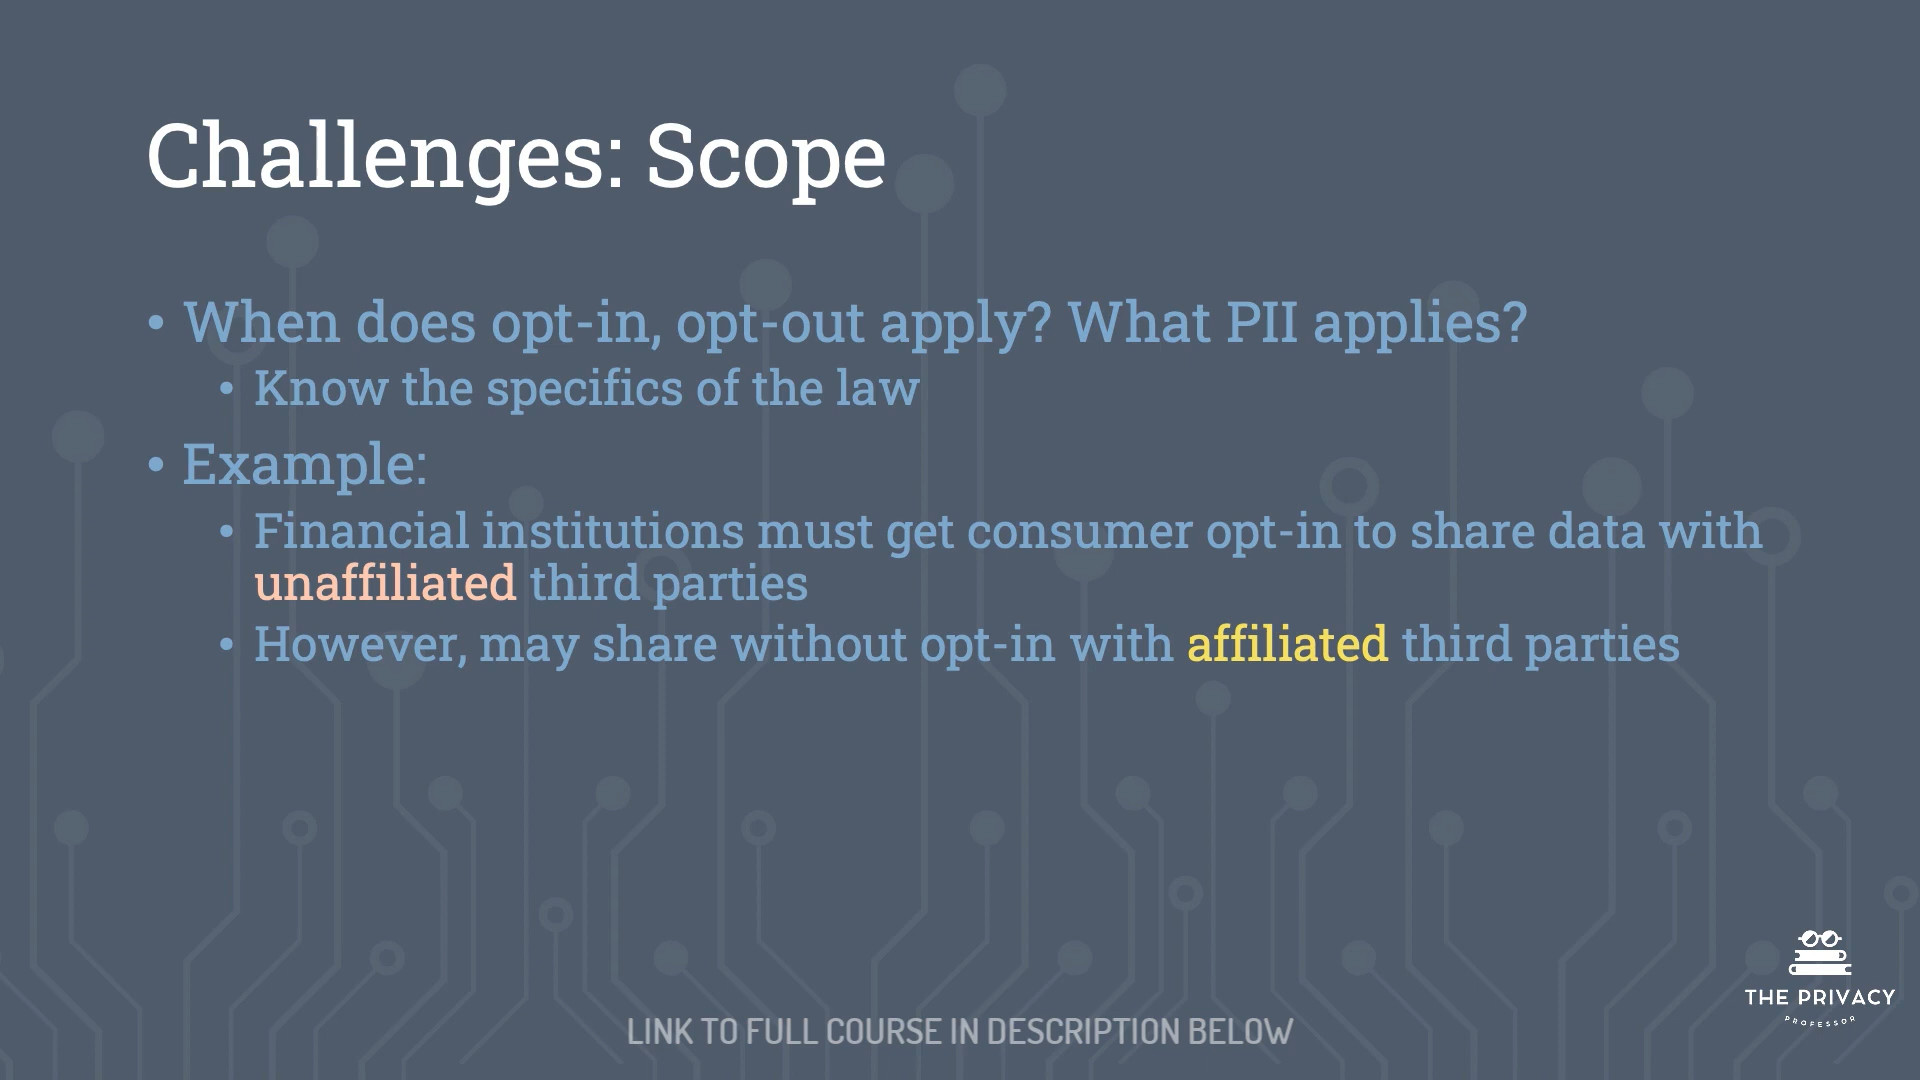 Challenges: Scope
• When does opt-in, opt-out apply? What PII applies?
• Know the specifics of the law
• Example:
• Financial institutions must get consumer opt-in to share data with
unaffiliated third parties
• However, may share without opt-in with affiliated third parties
THE PRIVACY
PROFESSOR
LINK TO FULL COURSE IN DESCRIPTION BELOW